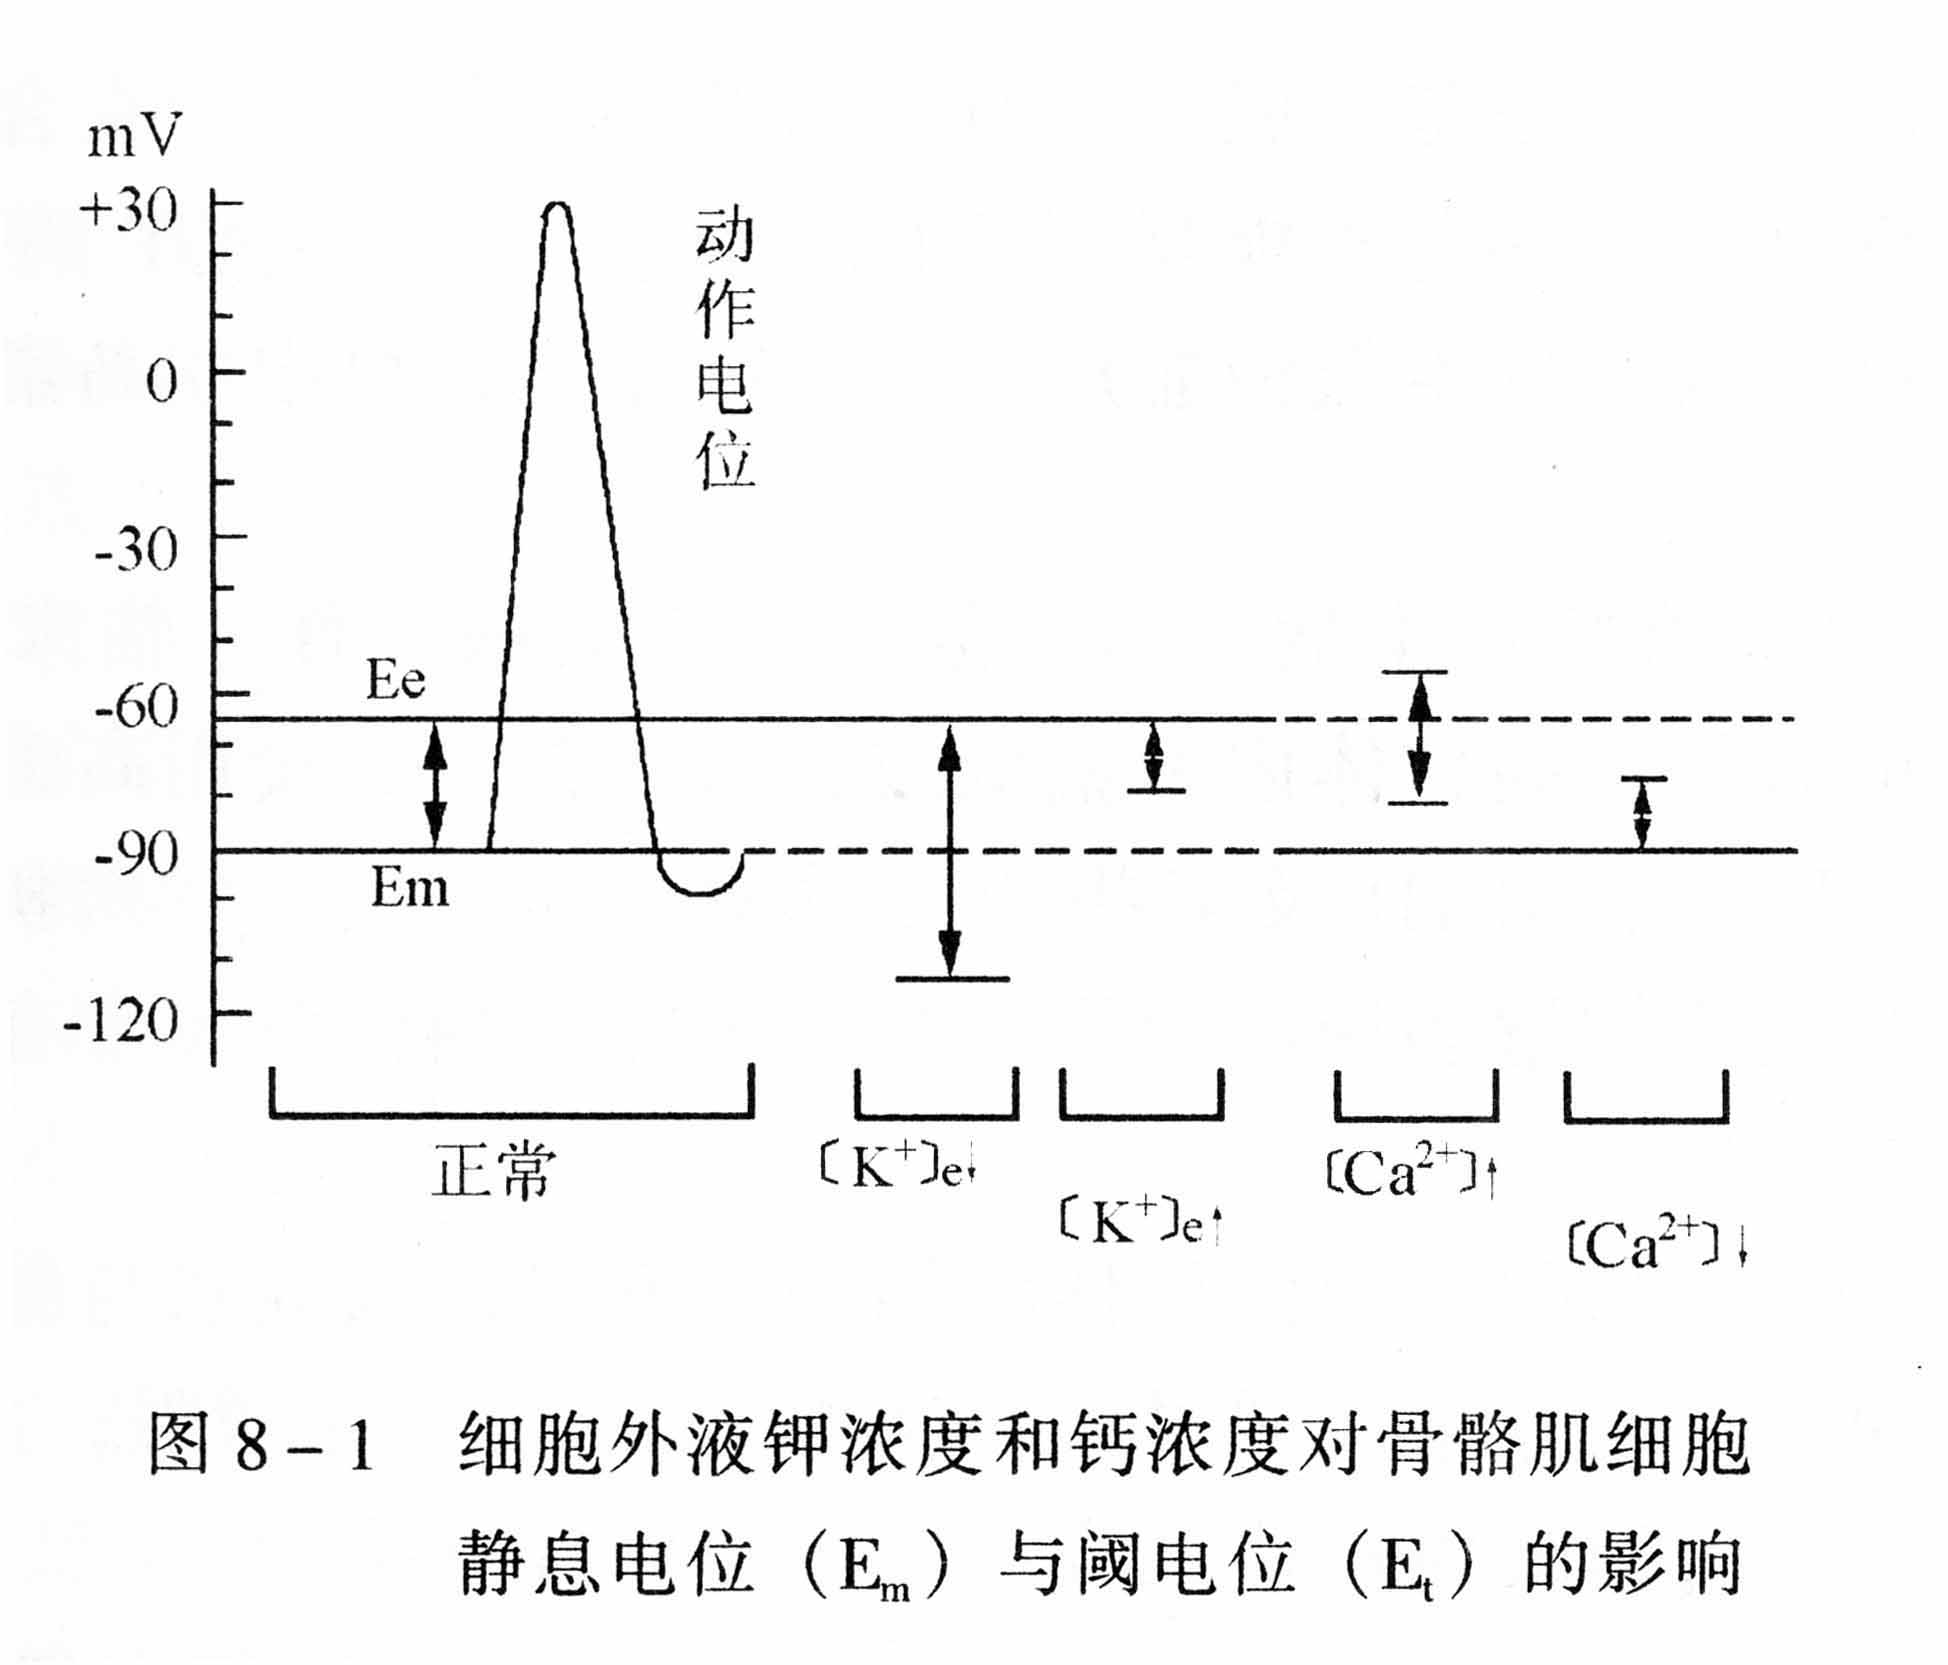 mV
+30
0
-30
-60
-90
-120
动作电位
Ee
Em
正常
〔K⁺〕e↓
〔K⁺〕e↑
〔Ca²⁺〕↑
〔Ca²⁺〕↓
图 8－1 细胞外液钾浓度和钙浓度对骨骼肌细胞
静息电位（Eₘ）与阈电位（Eₜ）的影响